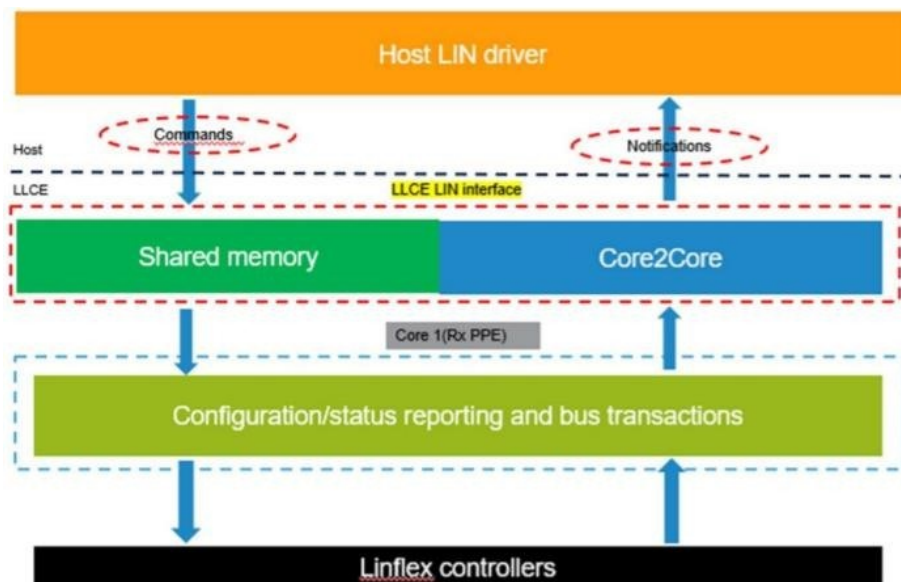 Host LIN driver
Commands
Notifications
Host
LLCE
LLCE LIN interface
Shared memory
Core2Core
Core 1(Rx PPE)
Configuration/status reporting and bus transactions
Linflex controllers